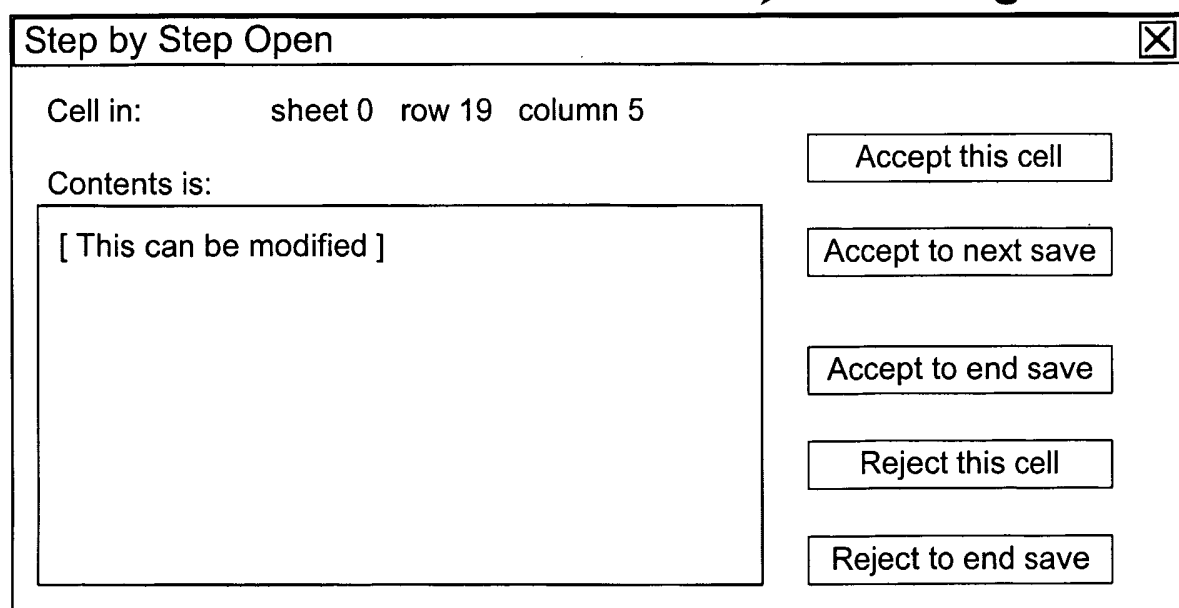 Step by Step Open
Cell in: sheet 0 row 19 column 5
Accept this cell
Contents is:
[ This can be modified ]
Accept to next save
Accept to end save
Reject this cell
Reject to end save